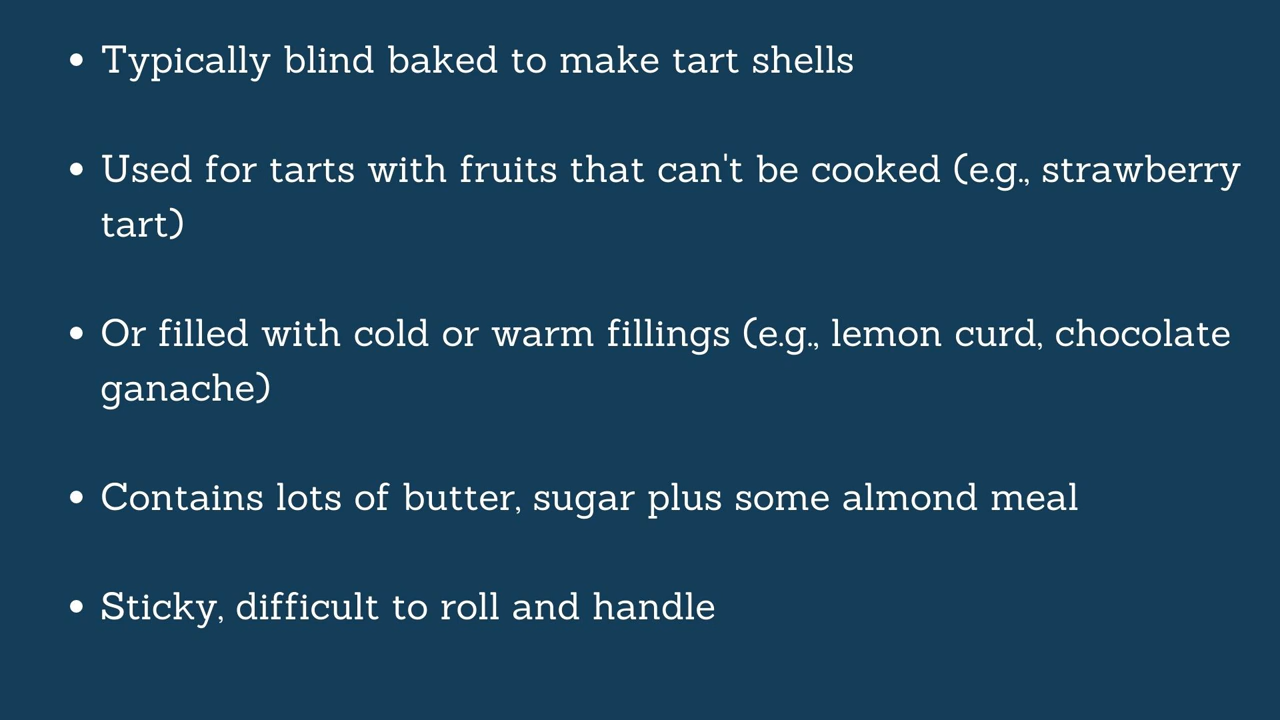 • Typically blind baked to make tart shells
• Used for tarts with fruits that can't be cooked (e.g., strawberry
tart)
• Or filled with cold or warm fillings (e.g., lemon curd, chocolate
ganache)
• Contains lots of butter, sugar plus some almond meal
• Sticky, difficult to roll and handle